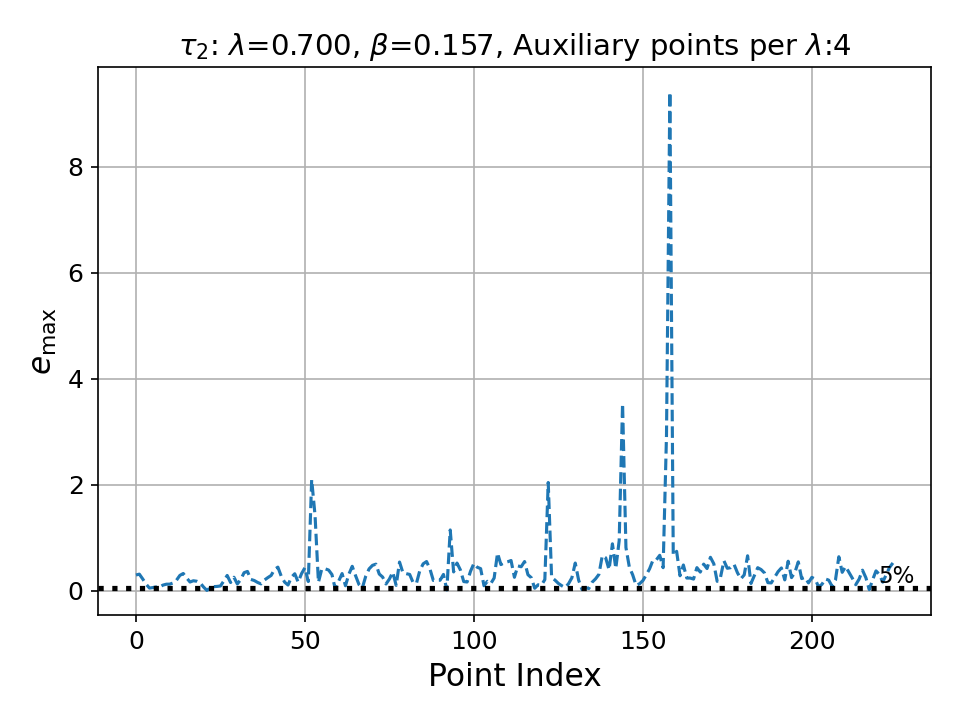 τ₂: λ=0.700, β=0.157, Auxiliary points per λ:4
8
6
4
2
0
e_max
5%
0 50 100 150 200
Point Index